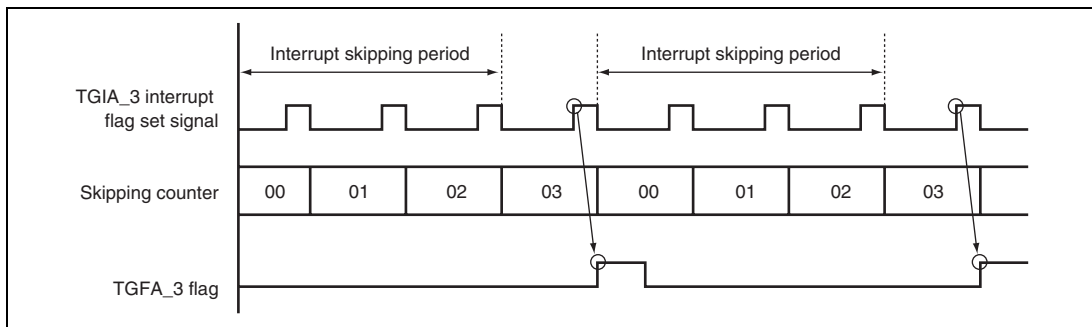 Interrupt skipping period
Interrupt skipping period
TGIA_3 interrupt
flag set signal
Skipping counter
00 01 02 03 00 01 02 03
TGFA_3 flag